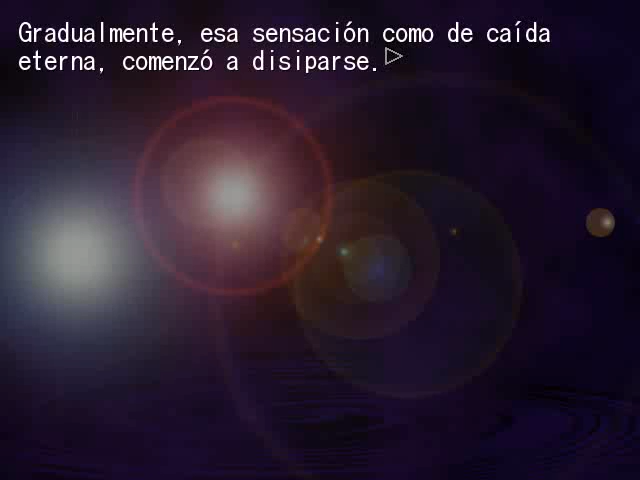 Gradualmente, esa sensación como de caída
eterna, comenzó a disiparse.